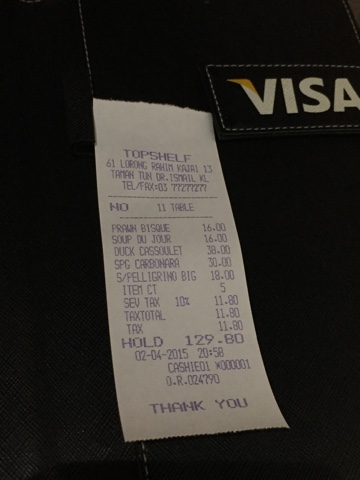 VISA
TOPSHELF
61 LORONG RAHIM KAJAI 13
TAMAN TUN DR.ISMAIL KL
TEL/FAX:03 77277277
NO 11 TABLE
PRAWN BISQUE 16.00
SOUP DU JOUR 16.00
DUCK CASSOULET 38.00
SPG CARBONARA 30.00
S/PELLIGRINO BIG 18.00
ITEM CT 5
SEV TAX 10% 11.80
TAXTOTAL 11.80
TAX 11.80
HOLD 129.80
02-04-2015 20:58
CASHIE01 *000001
O.R.024790
THANK YOU